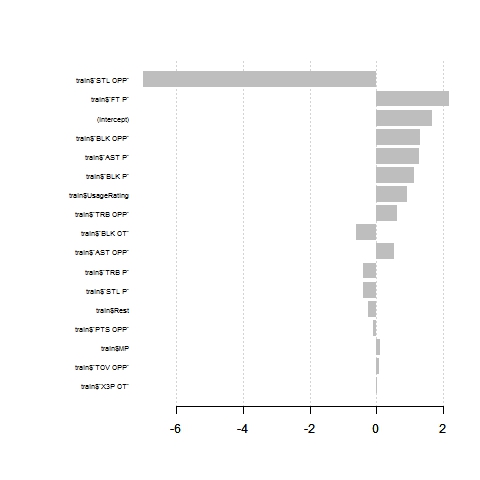 train$`STL OPP`
train$`FT P`
(Intercept)
train$`BLK OPP`
train$`AST P`
train$`BLK P`
train$UsageRating
train$`TRB OPP`
train$`BLK OT`
train$`AST OPP`
train$`TRB P`
train$`STL P`
train$Rest
train$`PTS OPP`
train$MP
train$`TOV OPP`
train$`X3P OT`
-6 -4 -2 0 2